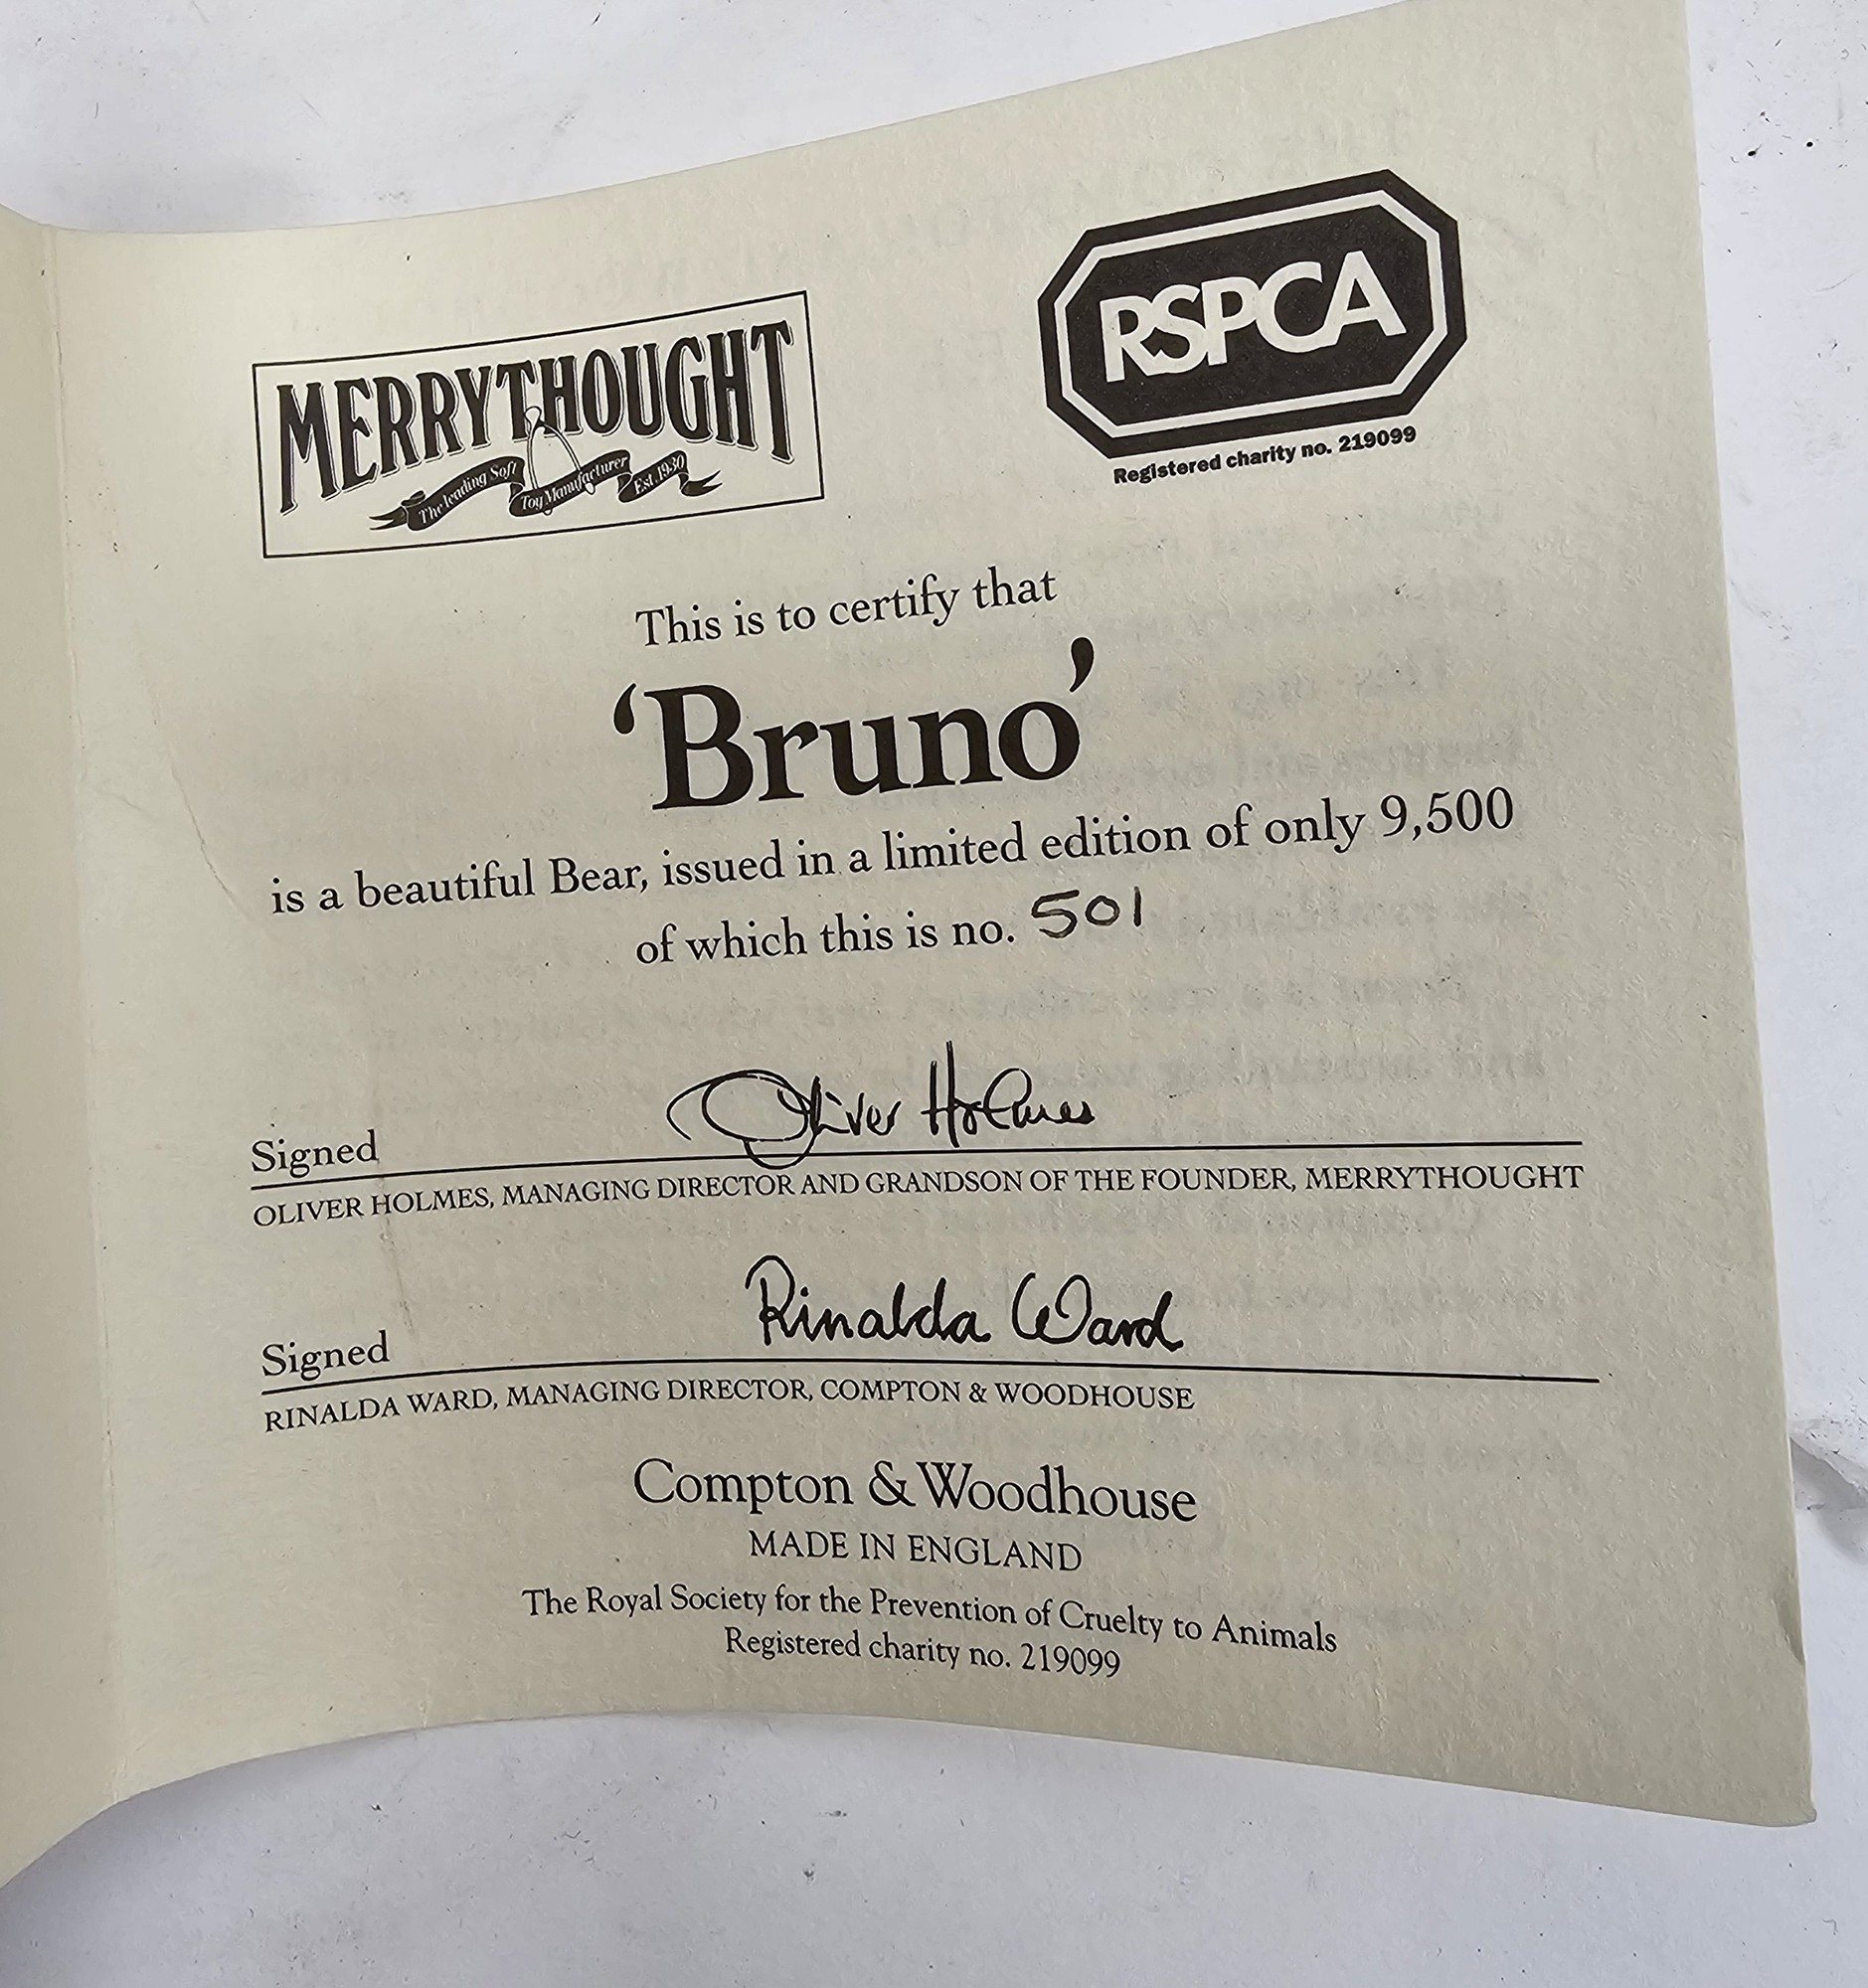 MERRYTHOUGHT
The leading Soft Toy Manufacturer Est. 1930
RSPCA
Registered charity no. 219099
This is to certify that
‘Bruno’
is a beautiful Bear, issued in a limited edition of only 9,500
of which this is no. 501
Signed Oliver Holmes
OLIVER HOLMES, MANAGING DIRECTOR AND GRANDSON OF THE FOUNDER, MERRYTHOUGHT
Signed Rinalda Ward
RINALDA WARD, MANAGING DIRECTOR, COMPTON & WOODHOUSE
Compton & Woodhouse
MADE IN ENGLAND
The Royal Society for the Prevention of Cruelty to Animals
Registered charity no. 219099